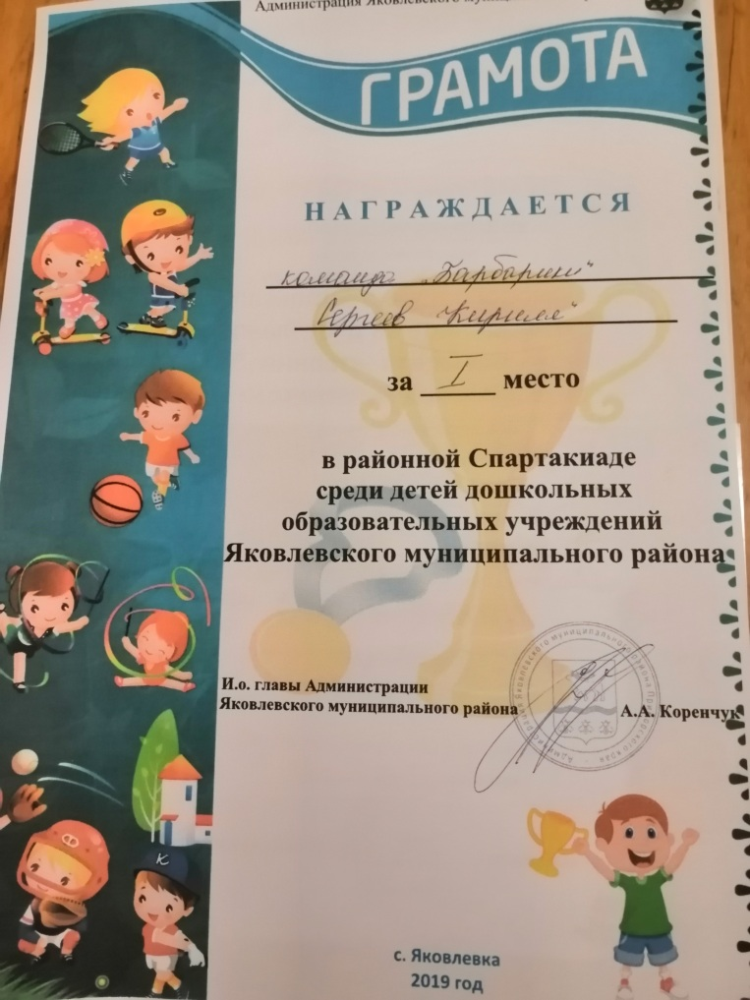 Администрация Яковлевского муниципального
ГРАМОТА
НАГРАЖДАЕТСЯ
команда "Барбарики"
Сергеев "Кирилл"
за I место
в районной Спартакиаде
среди детей дошкольных
образовательных учреждений
Яковлевского муниципального района
И.о. главы Администрации
Яковлевского муниципального района
А.А. Коренчук
К
с. Яковлевка
2019 год